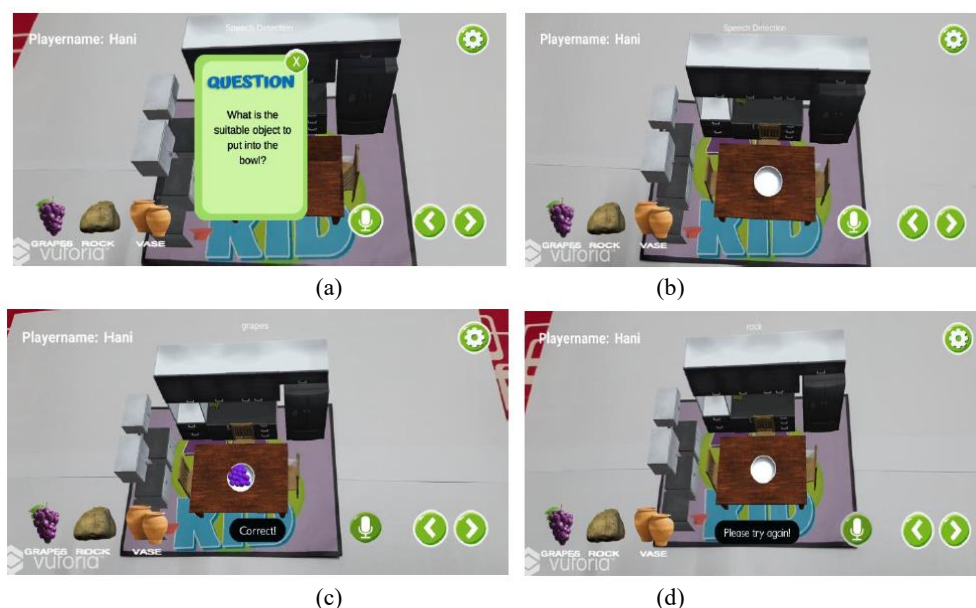 Playername: Hani
Speech Detection
X
QUESTION
What is the
suitable object to
put into the
bowl?
GRAPES ROCK VASE
vuforia
KID
(a)
Playername: Hani
Speech Detection
GRAPES ROCK VASE
vuforia
KID
(b)
Playername: Hani
grapes
Correct!
GRAPES ROCK VASE
vuforia
KID
(c)
Playername: Hani
rock
Please try again!
GRAPES ROCK VASE
vuforia
KID
(d)